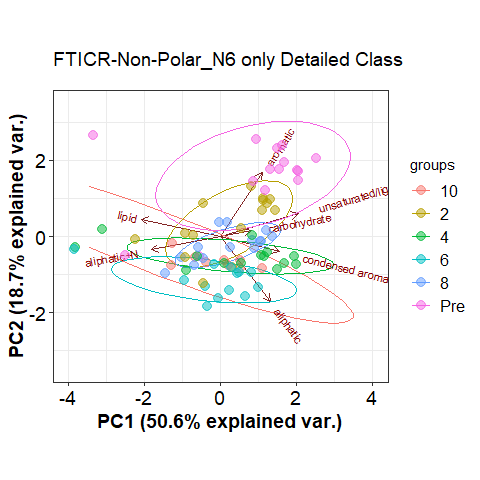 FTICR-Non-Polar_N6 only Detailed Class
PC2 (18.7% explained var.)
2
0
-2
-4
-2
0
2
4
PC1 (50.6% explained var.)
aromatic
unsaturated/lig
carbohydrate
lipid
aliphatic
condensed aroma
aliphatic
groups
10
2
4
6
8
Pre